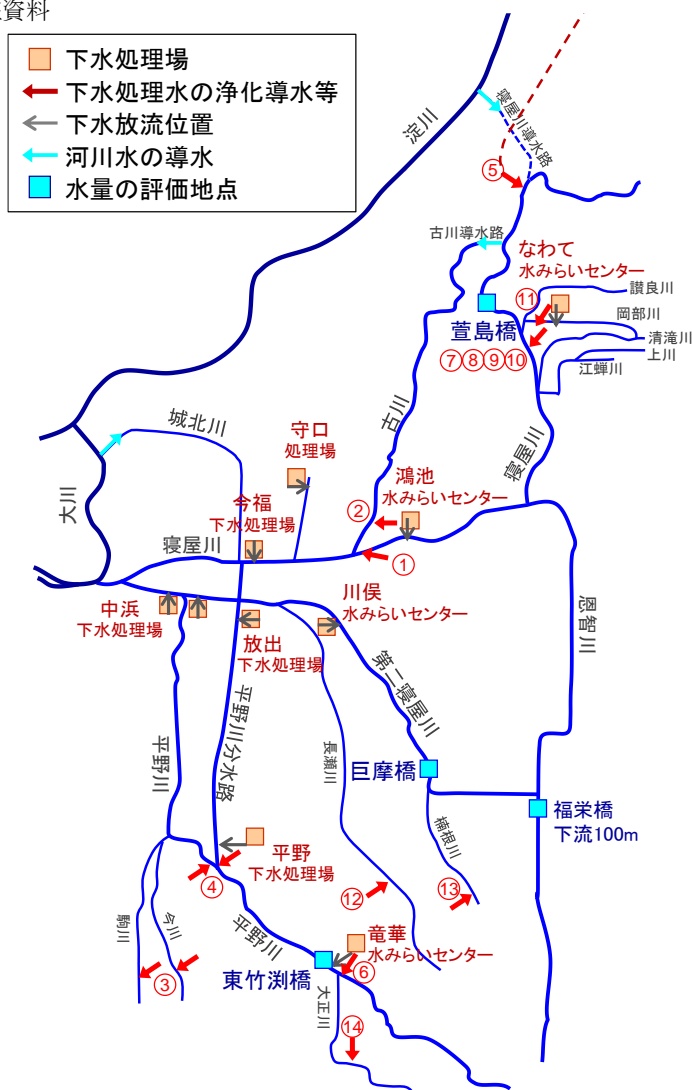 資料
下水処理場
下水処理水の浄化導水等
下水放流位置
河川水の導水
水量の評価地点
淀川
寝屋川導水路
⑤
古川導水路
なわて
水みらいセンター
⑪
讃良川
岡部川
清滝川
上川
江蝉川
萱島橋
⑦⑧⑨⑩
城北川
守口
処理場
古川
寝屋川
大川
今福
下水処理場
②
鴻池
水みらいセンター
寝屋川
①
中浜
下水処理場
放出
下水処理場
川俣
水みらいセンター
恩智川
第二寝屋川
平野川
平野川分水路
長瀬川
巨摩橋
福栄橋
下流100m
楠根川
平野
下水処理場
④
⑫
⑬
駒川
今川
平野川
③
竜華
水みらいセンター
東竹渕橋
⑥
大正川
⑭